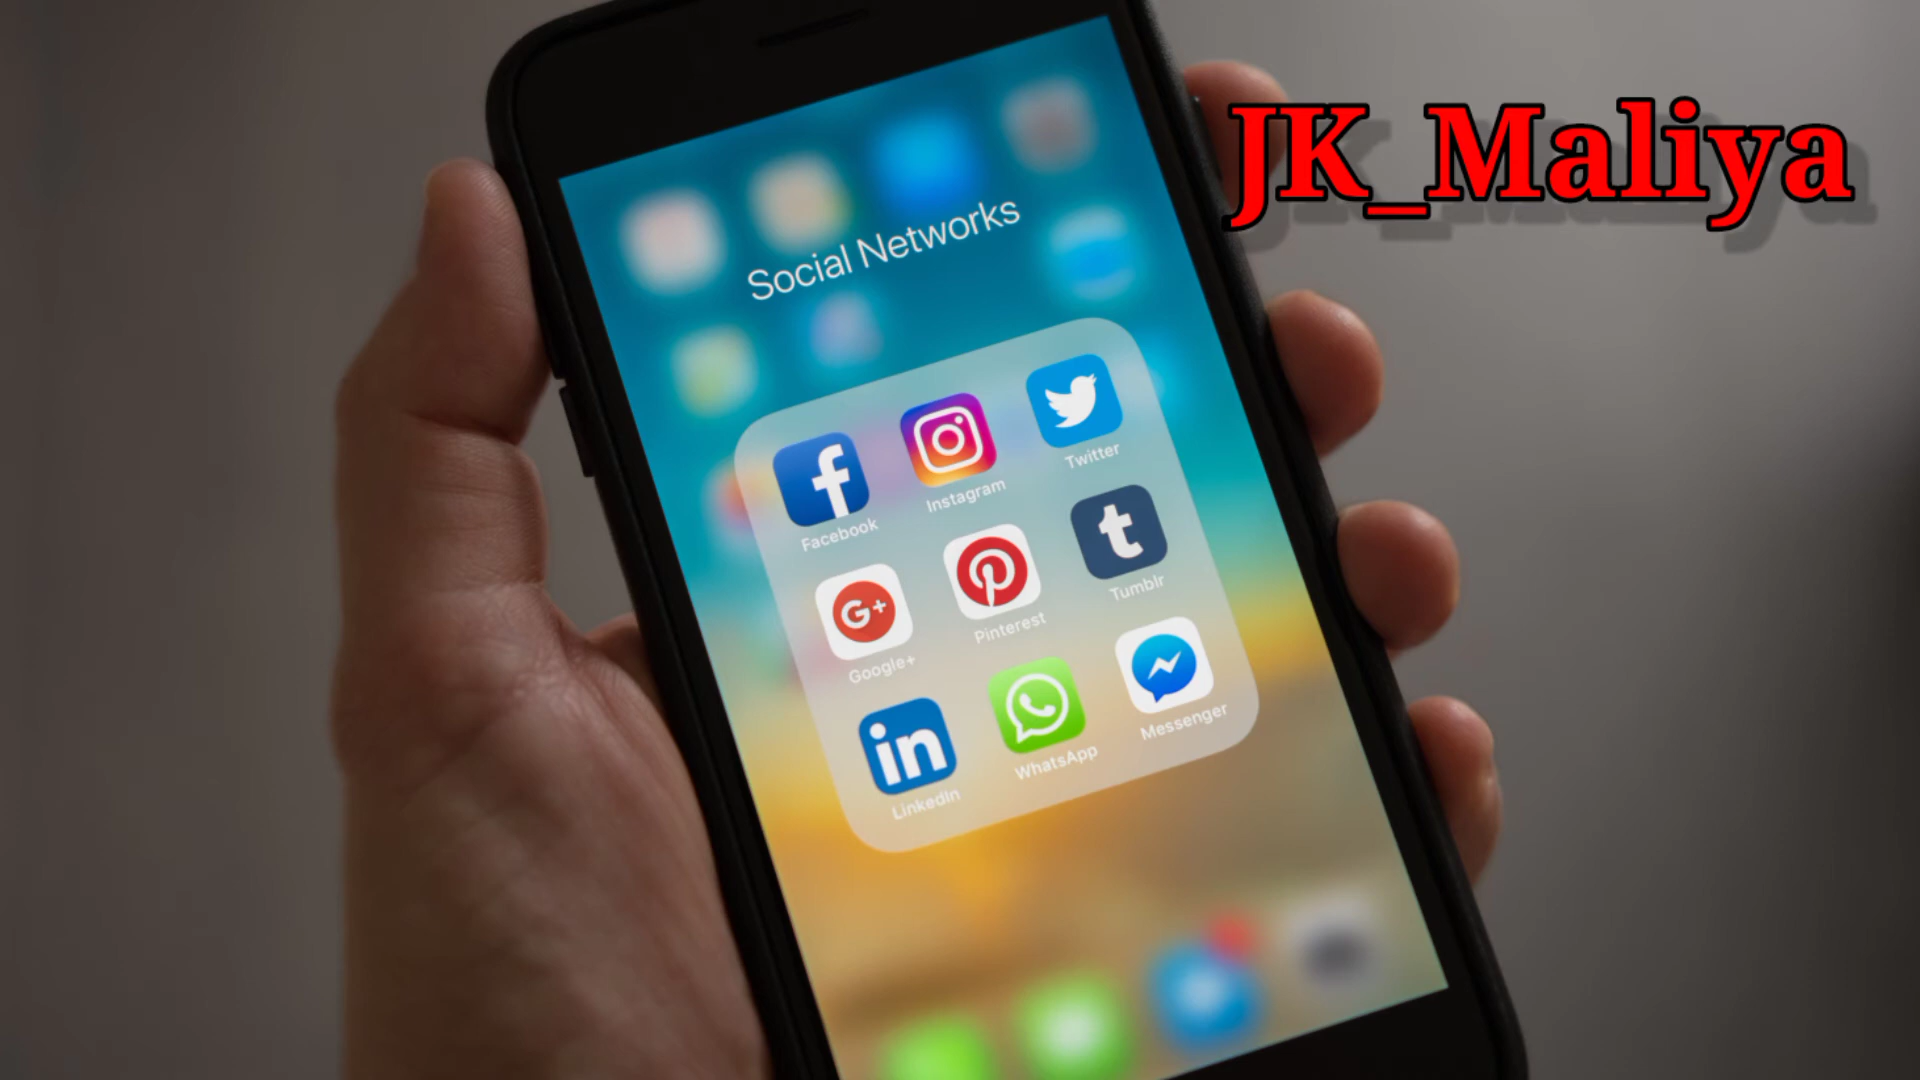 JK_Maliya
Social Networks
Facebook
Instagram
Twitter
Google+
Pinterest
Tumblr
LinkedIn
WhatsApp
Messenger